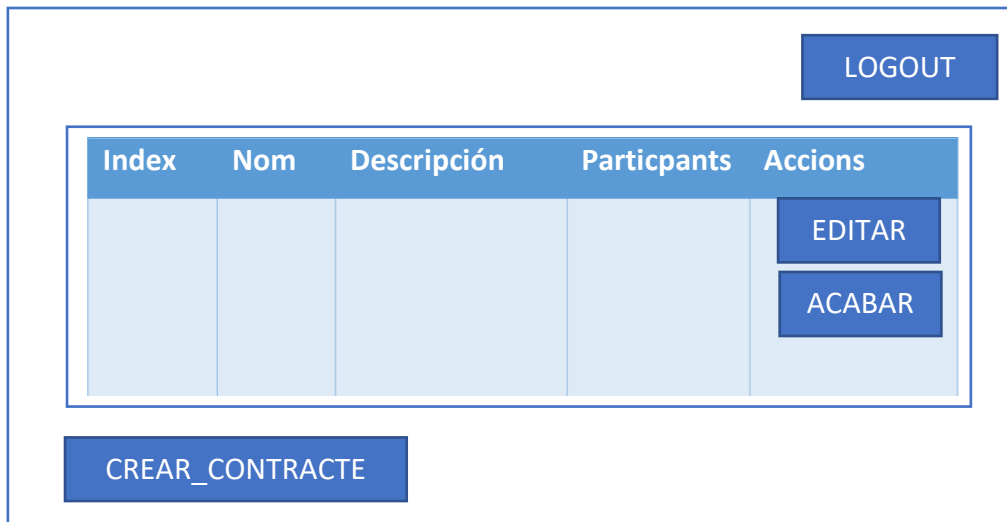 LOGOUT
Index Nom Descripción Particpants Accions
EDITAR
ACABAR
CREAR_CONTRACTE